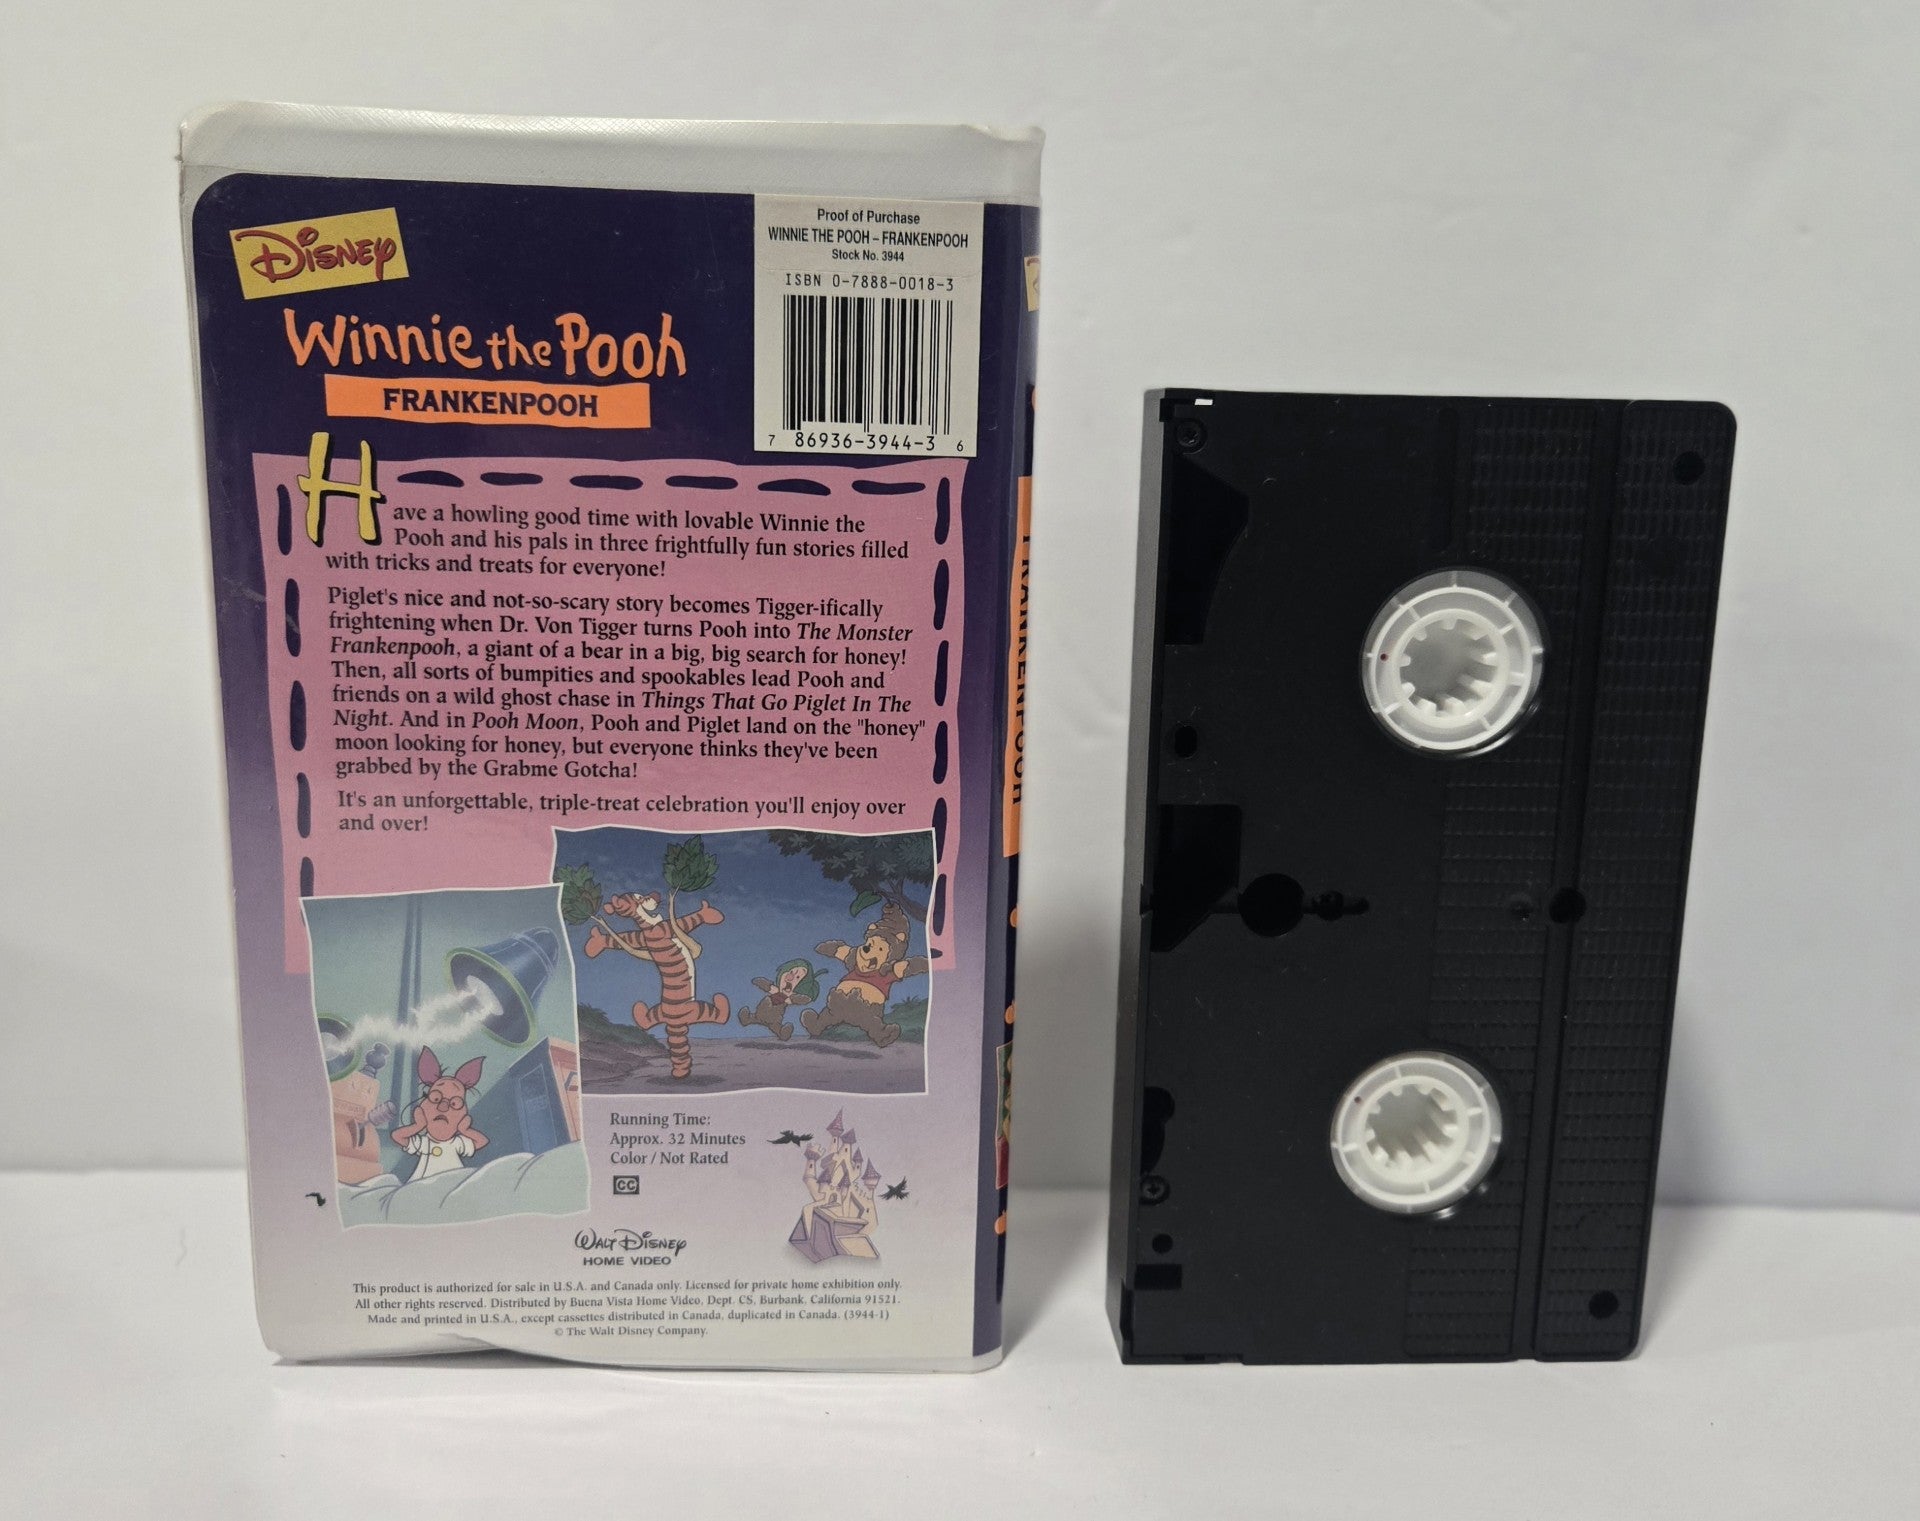 Disney
Winnie the Pooh
FRANKENPOOH
Proof of Purchase
WINNIE THE POOH – FRANKENPOOH
Stock No. 3944
ISBN 0-7888-0018-3
7 86936-3944-3 6
Have a howling good time with lovable Winnie the
Pooh and his pals in three frightfully fun stories filled
with tricks and treats for everyone!
Piglet's nice and not-so-scary story becomes Tigger-ifically
frightening when Dr. Von Tigger turns Pooh into The Monster
Frankenpooh, a giant of a bear in a big, big search for honey!
Then, all sorts of bumpities and spookables lead Pooh and
friends on a wild ghost chase in Things That Go Piglet In The
Night. And in Pooh Moon, Pooh and Piglet land on the "honey"
moon looking for honey, but everyone thinks they've been
grabbed by the Grabme Gotcha!
It's an unforgettable, triple-treat celebration you'll enjoy over
and over!
Running Time:
Approx. 32 Minutes
Color / Not Rated
CC
WALT DISNEY
HOME VIDEO
This product is authorized for sale in U.S.A. and Canada only. Licensed for private home exhibition only.
All other rights reserved. Distributed by Buena Vista Home Video, Dept. CS, Burbank, California 91521.
Made and printed in U.S.A., except cassettes distributed in Canada, duplicated in Canada. (3944-1)
© The Walt Disney Company.
FRANKENPOOH